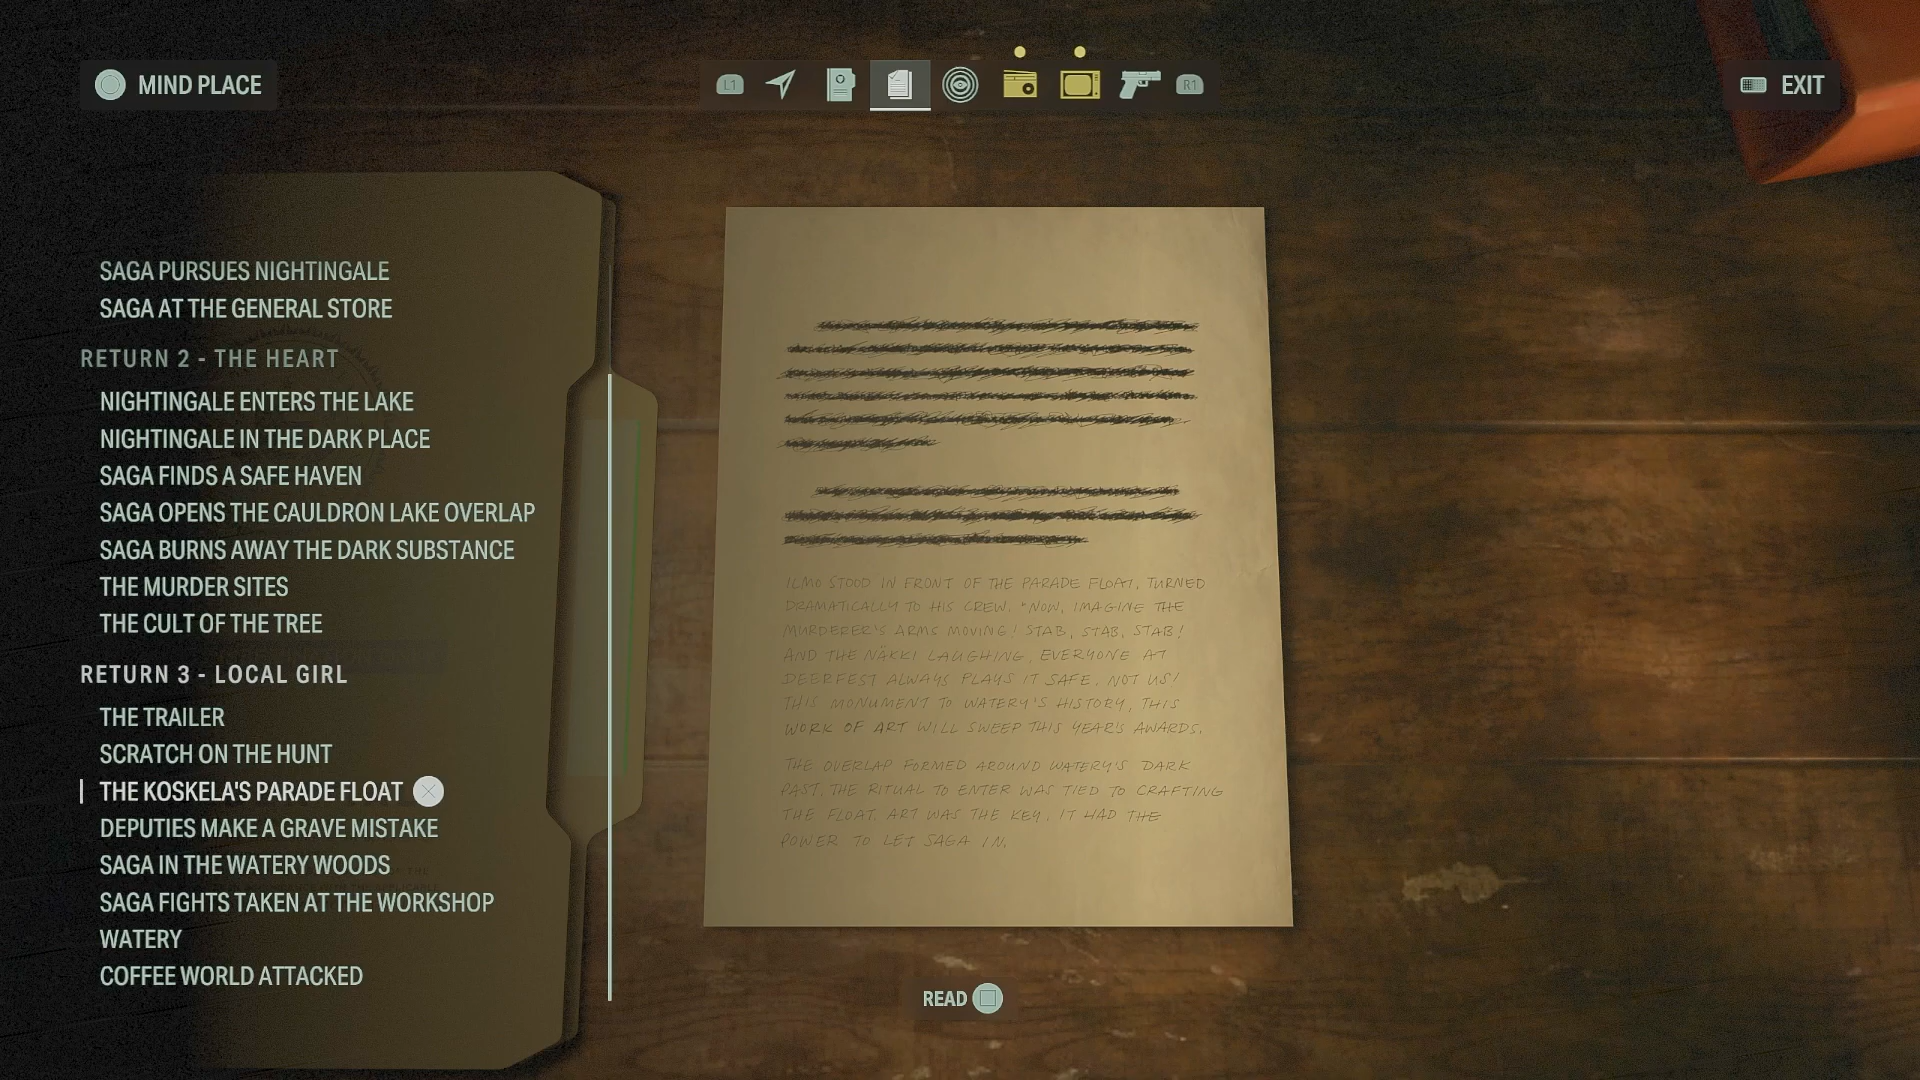 MIND PLACE
L1
R1
EXIT
SAGA PURSUES NIGHTINGALE
SAGA AT THE GENERAL STORE
RETURN 2 - THE HEART
NIGHTINGALE ENTERS THE LAKE
NIGHTINGALE IN THE DARK PLACE
SAGA FINDS A SAFE HAVEN
SAGA OPENS THE CAULDRON LAKE OVERLAP
SAGA BURNS AWAY THE DARK SUBSTANCE
THE MURDER SITES
THE CULT OF THE TREE
RETURN 3 - LOCAL GIRL
THE TRAILER
SCRATCH ON THE HUNT
THE KOSKELA'S PARADE FLOAT
DEPUTIES MAKE A GRAVE MISTAKE
SAGA IN THE WATERY WOODS
SAGA FIGHTS TAKEN AT THE WORKSHOP
WATERY
COFFEE WORLD ATTACKED
ILMO STOOD IN FRONT OF THE PARADE FLOAT, TURNED
DRAMATICALLY TO HIS CREW. "NOW, IMAGINE THE
MURDERER'S ARMS MOVING! STAB, STAB, STAB!
AND THE NÄKKI LAUGHING, EVERYONE AT
DEERFEST ALWAYS PLAYS IT SAFE. NOT US!
THIS MONUMENT TO WATERY'S HISTORY, THIS
WORK OF ART WILL SWEEP THIS YEAR'S AWARDS.
THE OVERLAP FORMED AROUND WATERY'S DARK
PAST. THE RITUAL TO ENTER WAS TIED TO CRAFTING
THE FLOAT. ART WAS THE KEY. IT HAD THE
POWER TO LET SAGA IN.
READ